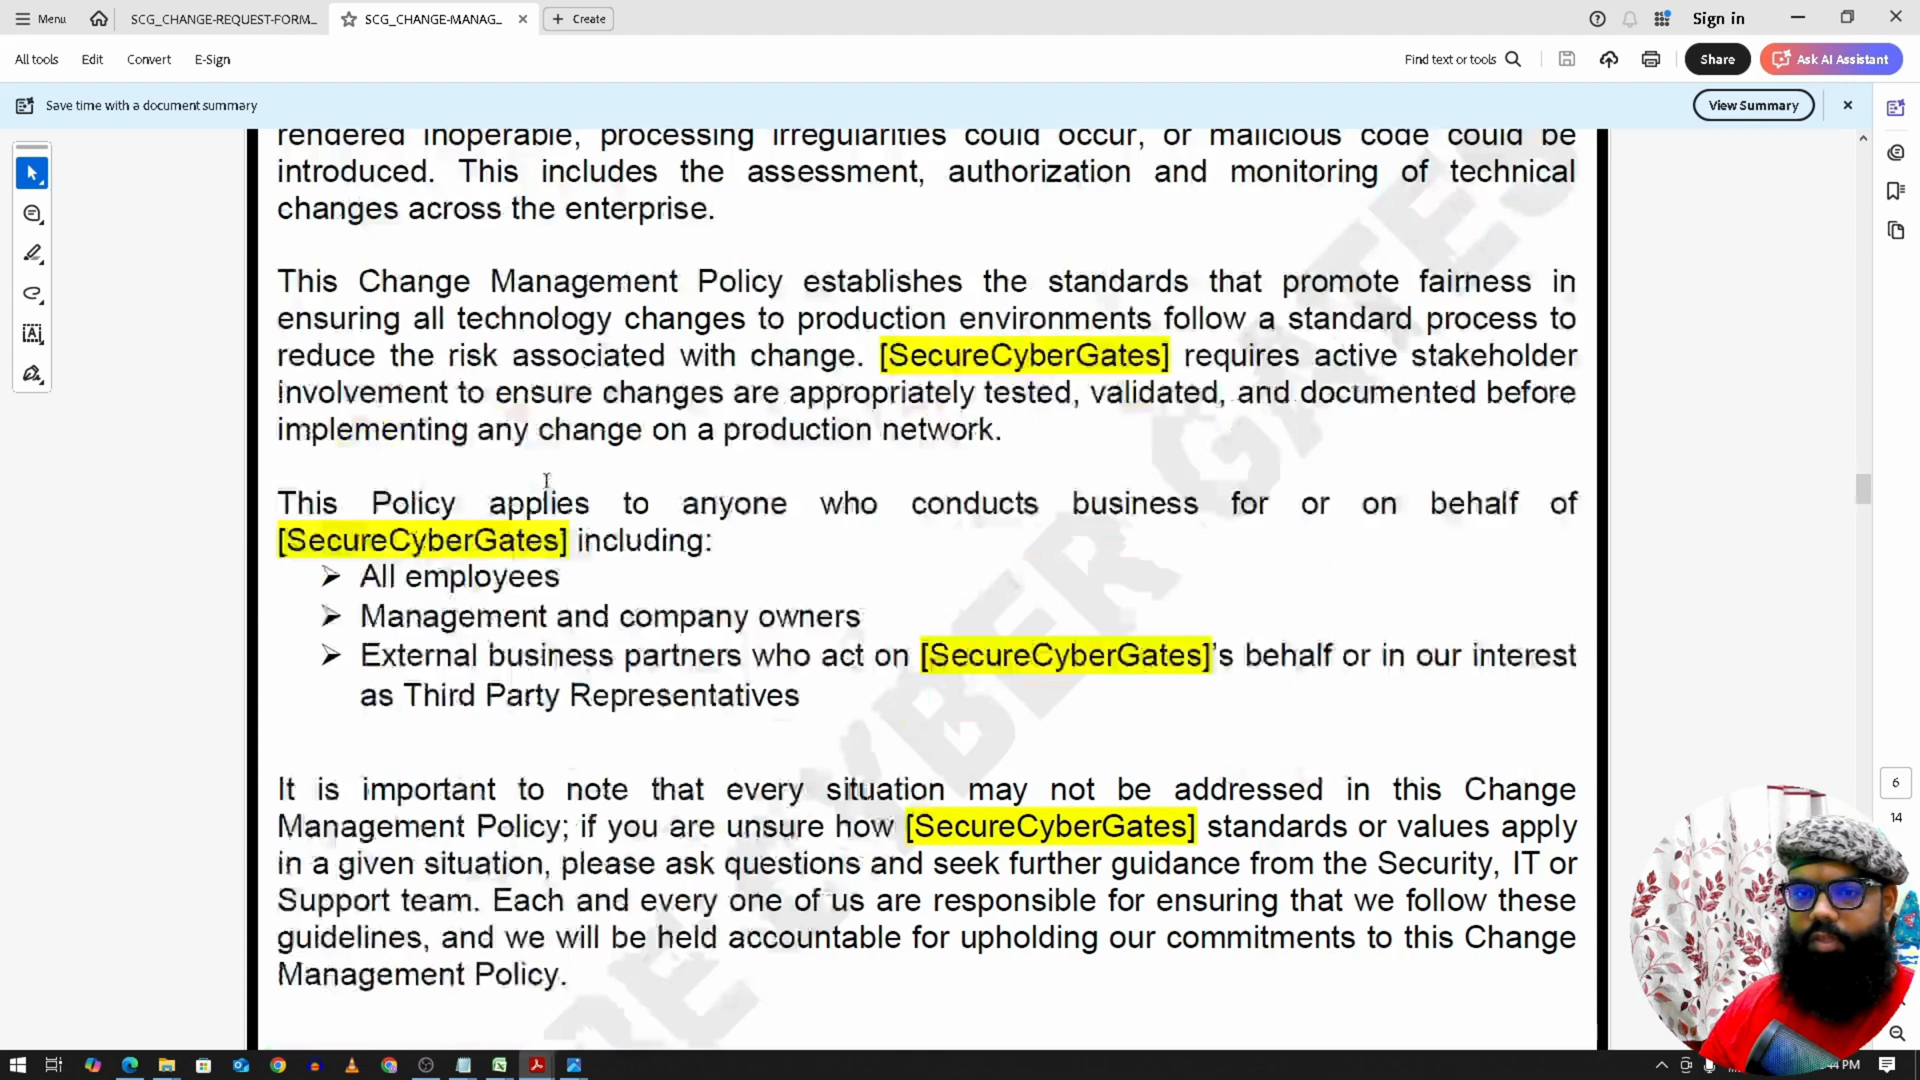 Menu
SCG_CHANGE-REQUEST-FORM...
SCG_CHANGE-MANAG...
Create
Sign in
All tools
Edit
Convert
E-Sign
Find text or tools
Share
Ask AI Assistant
Save time with a document summary
View Summary
rendered inoperable, processing irregularities could occur, or malicious code could be
introduced. This includes the assessment, authorization and monitoring of technical
changes across the enterprise.
This Change Management Policy establishes the standards that promote fairness in
ensuring all technology changes to production environments follow a standard process to
reduce the risk associated with change. [SecureCyberGates] requires active stakeholder
involvement to ensure changes are appropriately tested, validated, and documented before
implementing any change on a production network.
This Policy applies to anyone who conducts business for or on behalf of
[SecureCyberGates] including:
➢ All employees
➢ Management and company owners
➢ External business partners who act on [SecureCyberGates]'s behalf or in our interest
as Third Party Representatives
It is important to note that every situation may not be addressed in this Change
Management Policy; if you are unsure how [SecureCyberGates] standards or values apply
in a given situation, please ask questions and seek further guidance from the Security, IT or
Support team. Each and every one of us are responsible for ensuring that we follow these
guidelines, and we will be held accountable for upholding our commitments to this Change
Management Policy.
RE CYBER GATES
6
14
44 PM